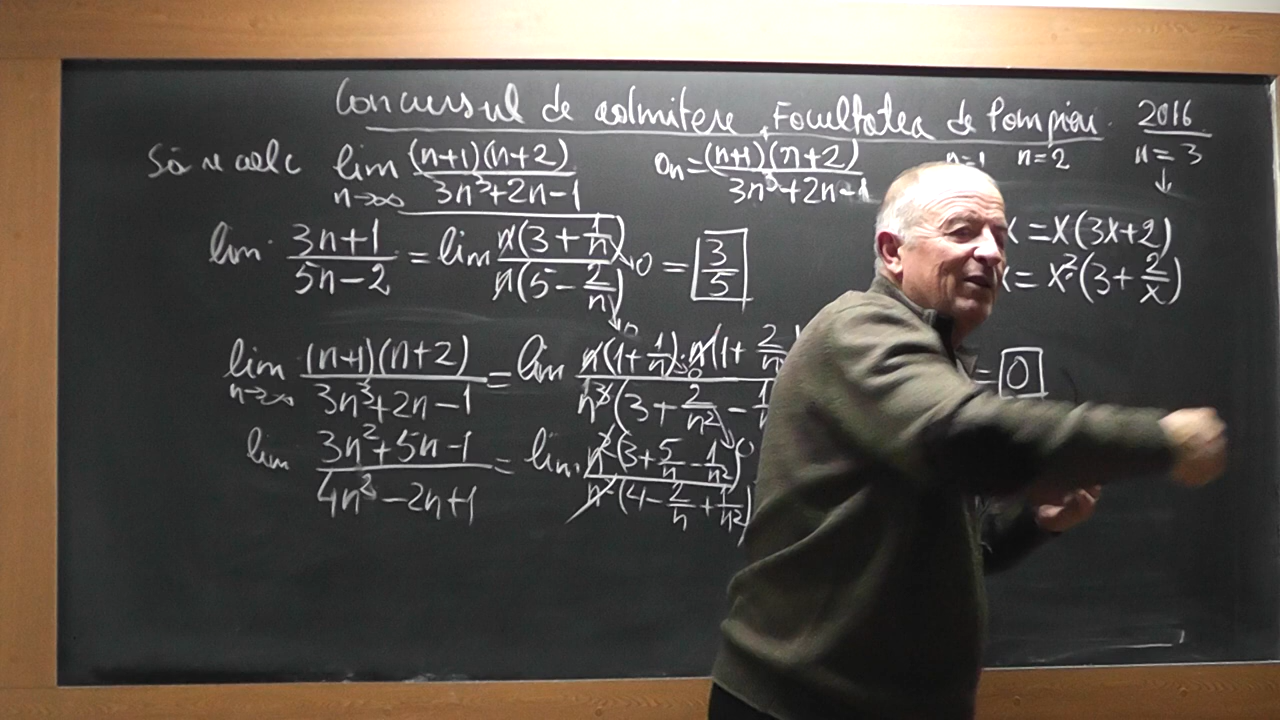 Concursul de admitere, Facultatea de Pompieri 2016
Să se calc lim n→∞ (n+1)(n+2) / 3n³+2n-1 an = (n+1)(n+2) / 3n³+2n-1 n=1 n=2 n=3
lim 3n+1 / 5n-2 = lim n(3+1/n) / n(5-2/n) →0 →0 = 3/5
x = x(3x+2)
= x²(3+2/x)
lim n→∞ (n+1)(n+2) / 3n³+2n-1 = lim n(1+1/n)·n(1+2/n / n³(3+2/n²-1/ = 0
lim 3n²+5n-1 / 4n²-2n+1 = lim n²(3+5/n-1/n²) / n²(4-2/n+1/n²)